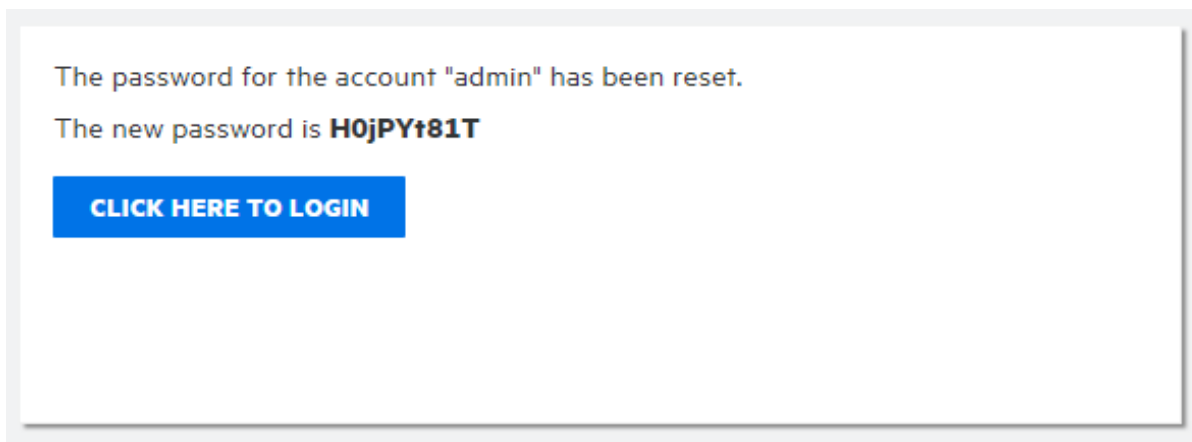 The password for the account "admin" has been reset.
The new password is H0jPYt81T
CLICK HERE TO LOGIN